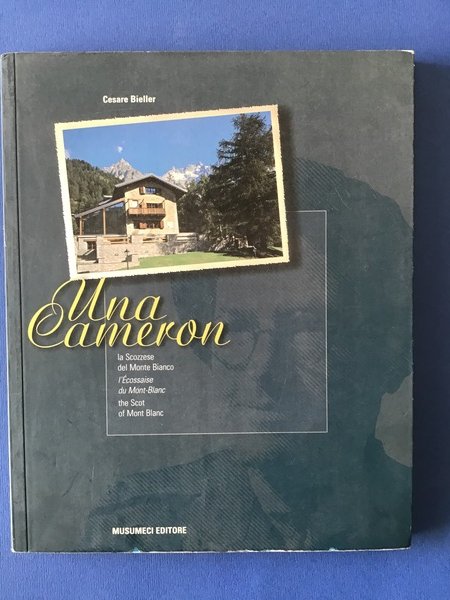 Cesare Bieller
Una
Cameron
la Scozzese
del Monte Bianco
l'Écossaise
du Mont-Blanc
the Scot
of Mont Blanc
MUSUMECI EDITORE